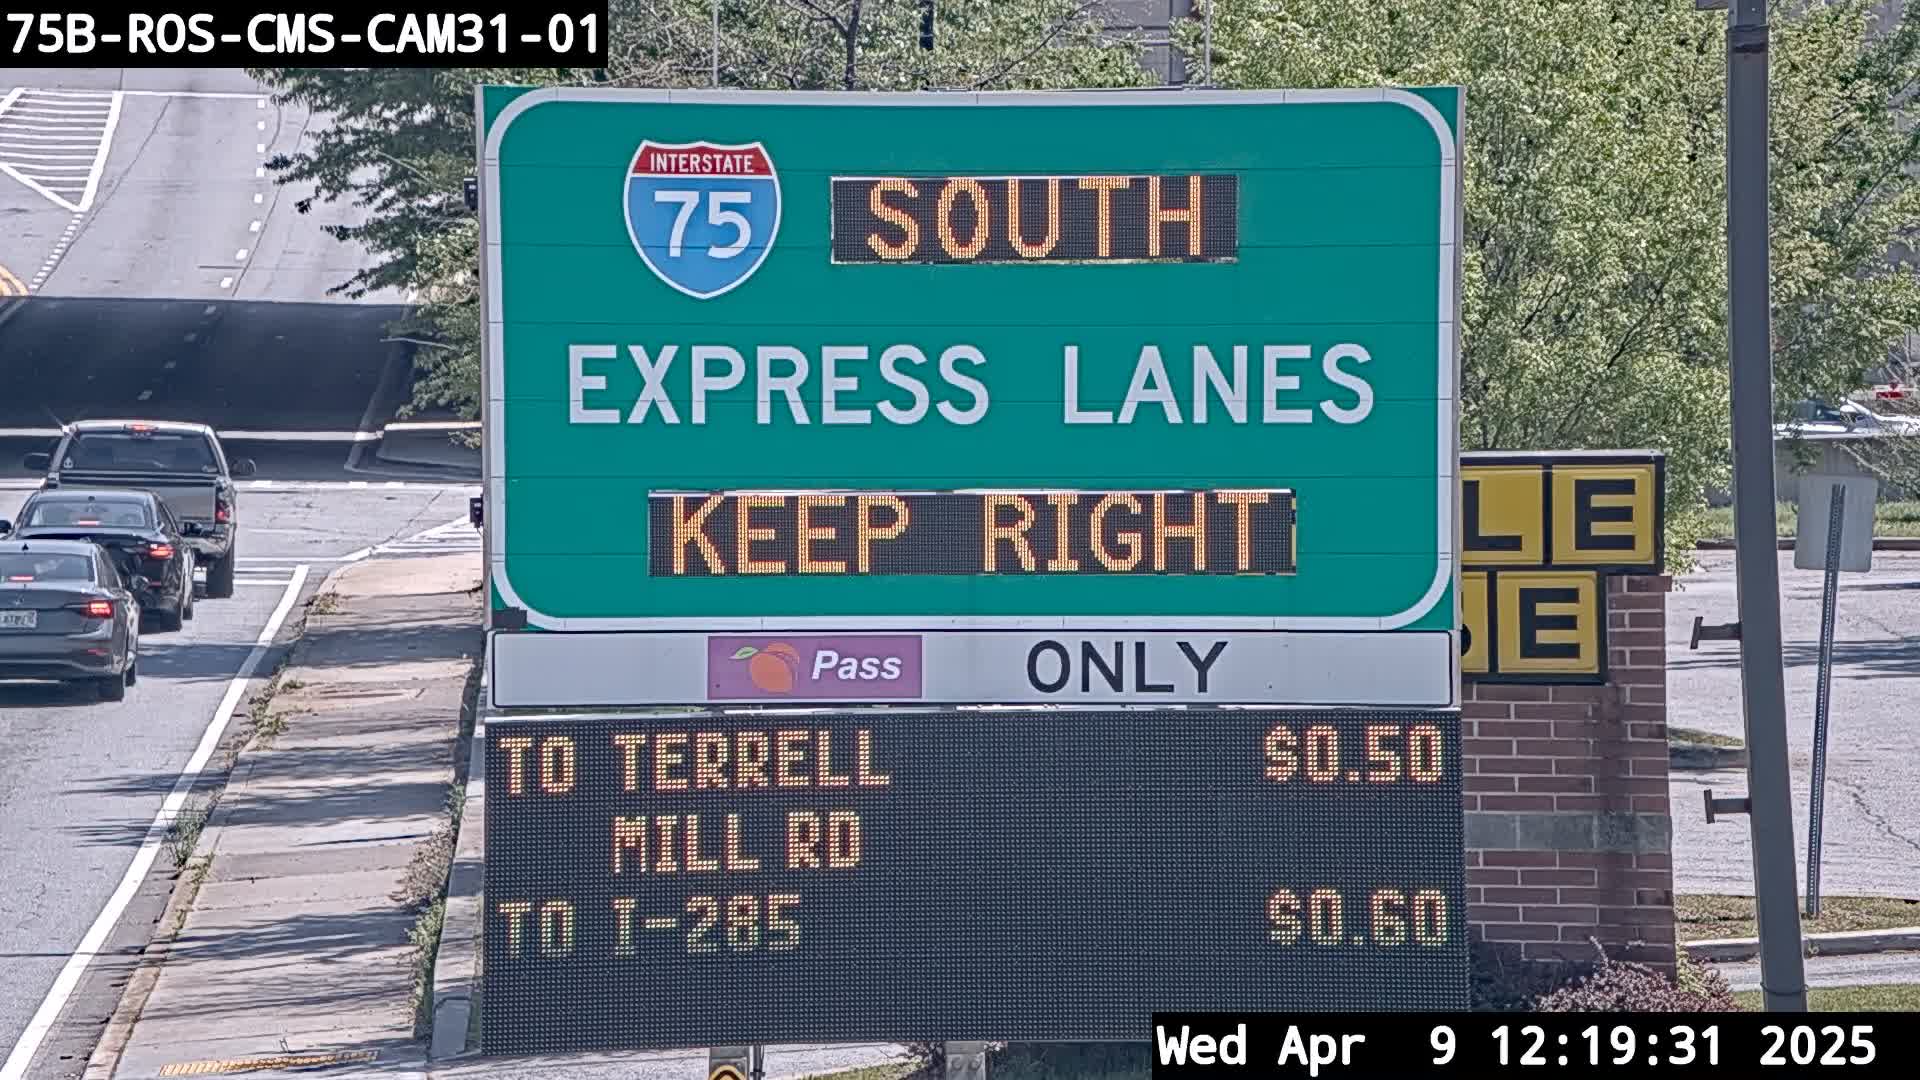 75B-ROS-CMS-CAM31-01
INTERSTATE
75
SOUTH
EXPRESS LANES
KEEP RIGHT
Pass ONLY
TO TERRELL $0.50
MILL RD
TO I-285 $0.60
LE
E
Wed Apr 9 12:19:31 2025